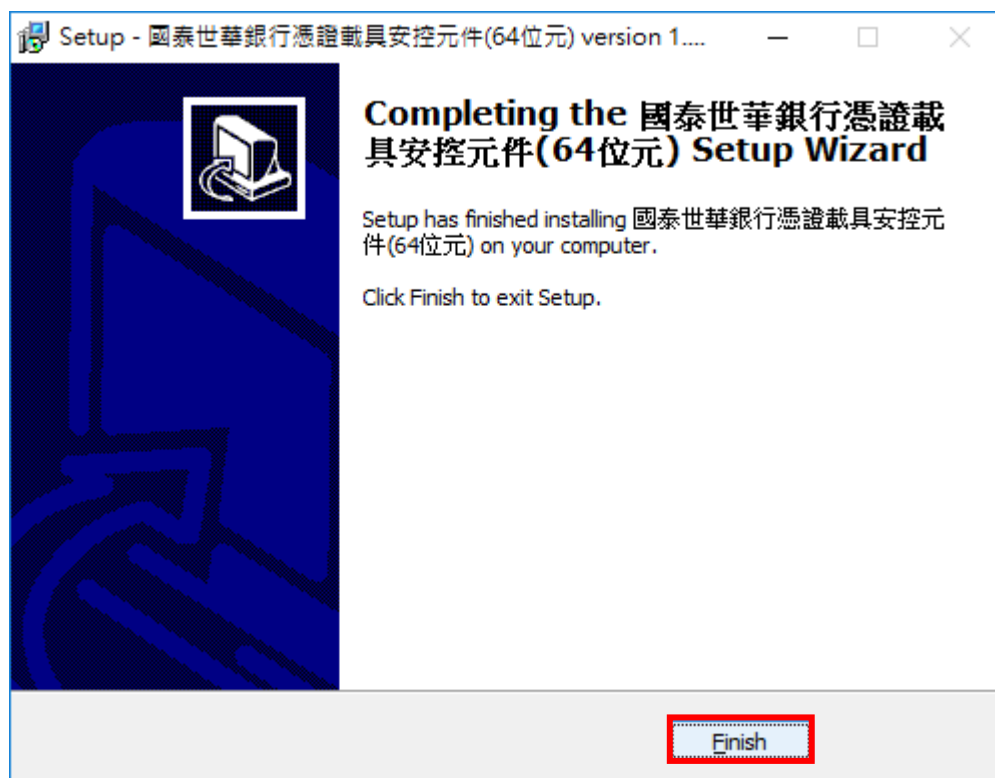 Setup - 國泰世華銀行憑證載具安控元件(64位元) version 1....
Completing the 國泰世華銀行憑證載
具安控元件(64位元) Setup Wizard
Setup has finished installing 國泰世華銀行憑證載具安控元
件(64位元) on your computer.
Click Finish to exit Setup.
Finish